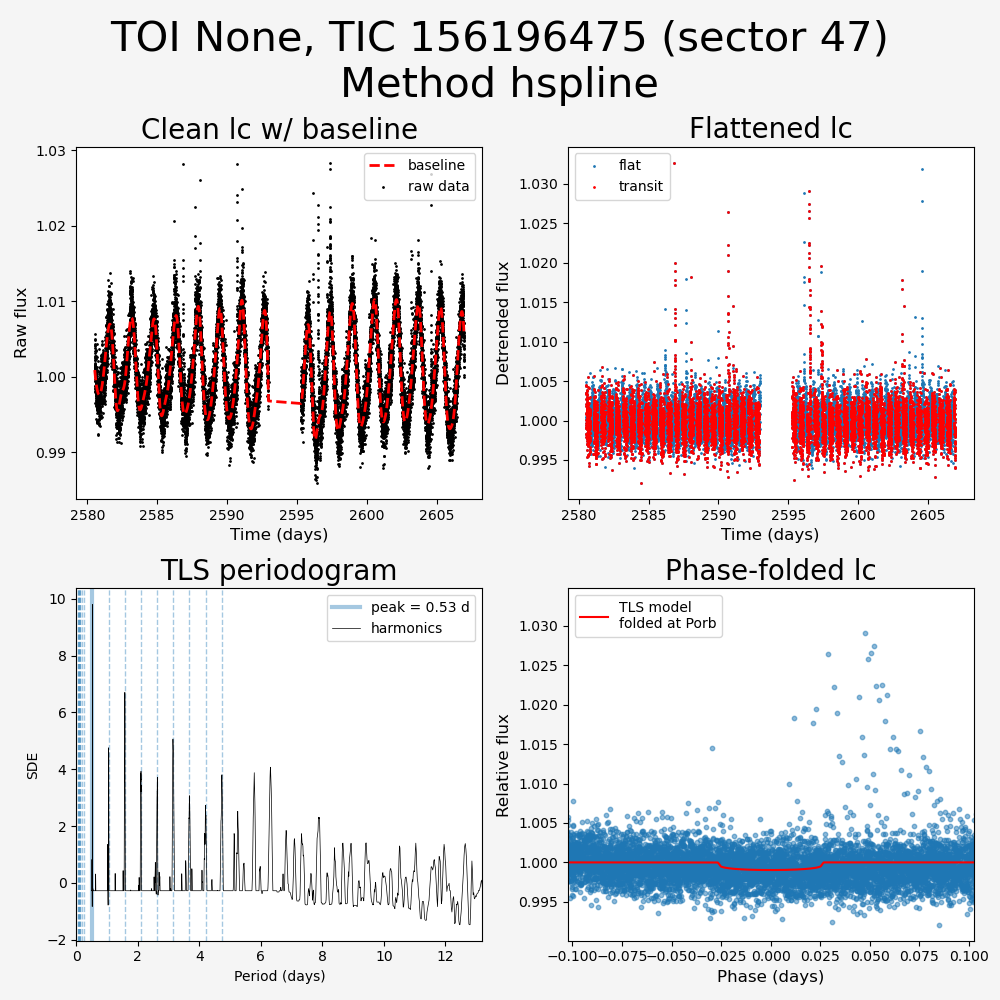 TOI None, TIC 156196475 (sector 47)
Method hspline
Clean lc w/ baseline
Flattened lc
1.03
1.02
1.01
1.00
0.99
Raw flux
baseline
raw data
2580
2585
2590
2595
2600
2605
Time (days)
1.030
1.025
1.020
1.015
1.010
1.005
1.000
0.995
Detrended flux
flat
transit
2580
2585
2590
2595
2600
2605
Time (days)
TLS periodogram
Phase-folded lc
10
8
6
4
2
0
−2
SDE
peak = 0.53 d
harmonics
0
2
4
6
8
10
12
Period (days)
1.030
1.025
1.020
1.015
1.010
1.005
1.000
0.995
Relative flux
TLS model
folded at Porb
−0.100
−0.075
−0.050
−0.025
0.000
0.025
0.050
0.075
0.100
Phase (days)